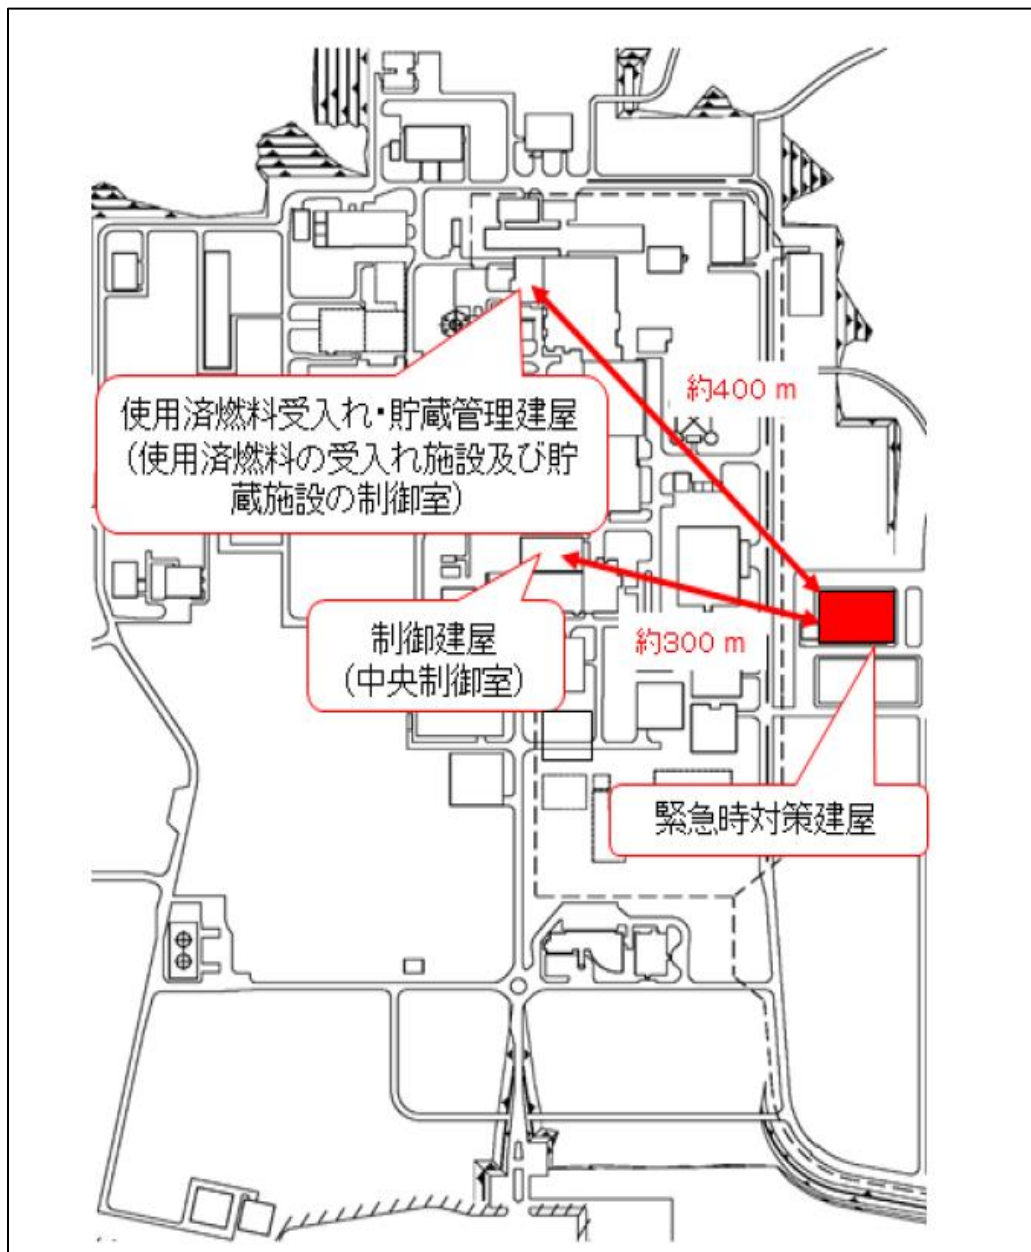 約400 m
使用済燃料受入れ・貯蔵管理建屋
（使用済燃料の受入れ施設及び貯
蔵施設の制御室）
制御建屋
（中央制御室）
約300 m
緊急時対策建屋